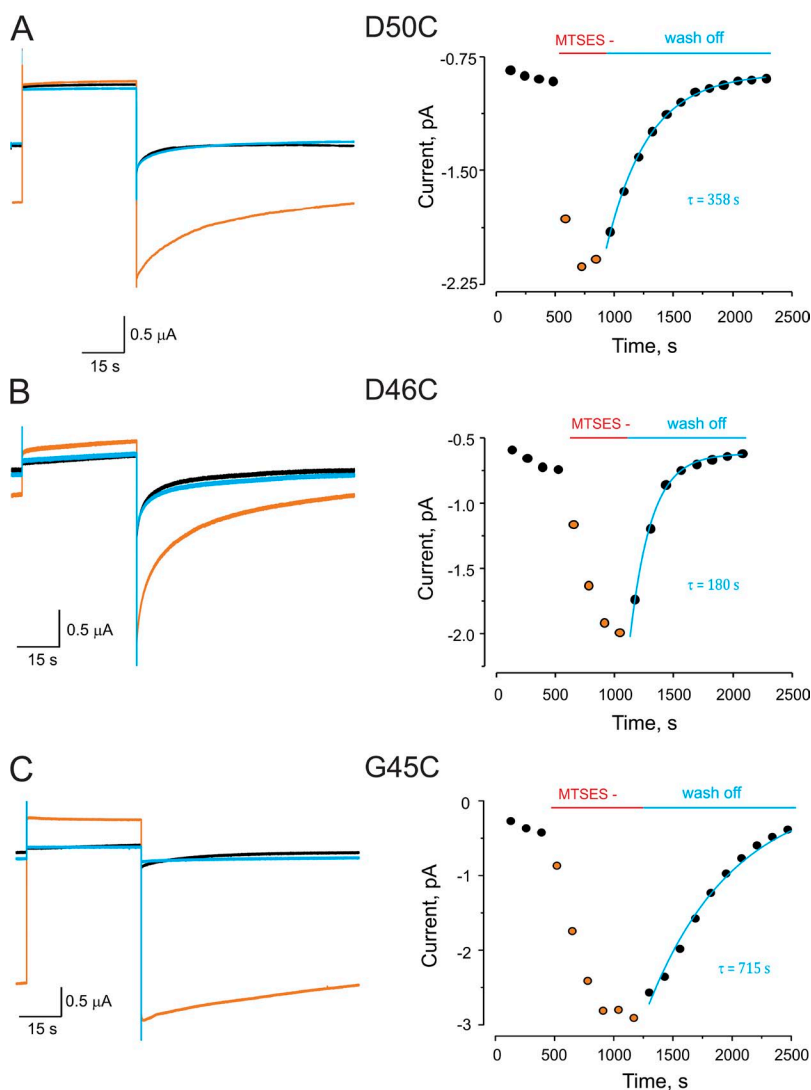 A
D50C
MTSES -
wash off
-0.75
-1.50
-2.25
Current, pA
τ = 358 s
0 500 1000 1500 2000 2500
Time, s
0.5 µA
15 s
B
D46C
MTSES -
wash off
-0.5
-1.0
-1.5
-2.0
Current, pA
τ = 180 s
0 500 1000 1500 2000 2500
Time, s
0.5 µA
15 s
C
G45C
MTSES -
wash off
0
-1
-2
-3
Current, pA
τ = 715 s
0 500 1000 1500 2000 2500
Time, s
0.5 µA
15 s